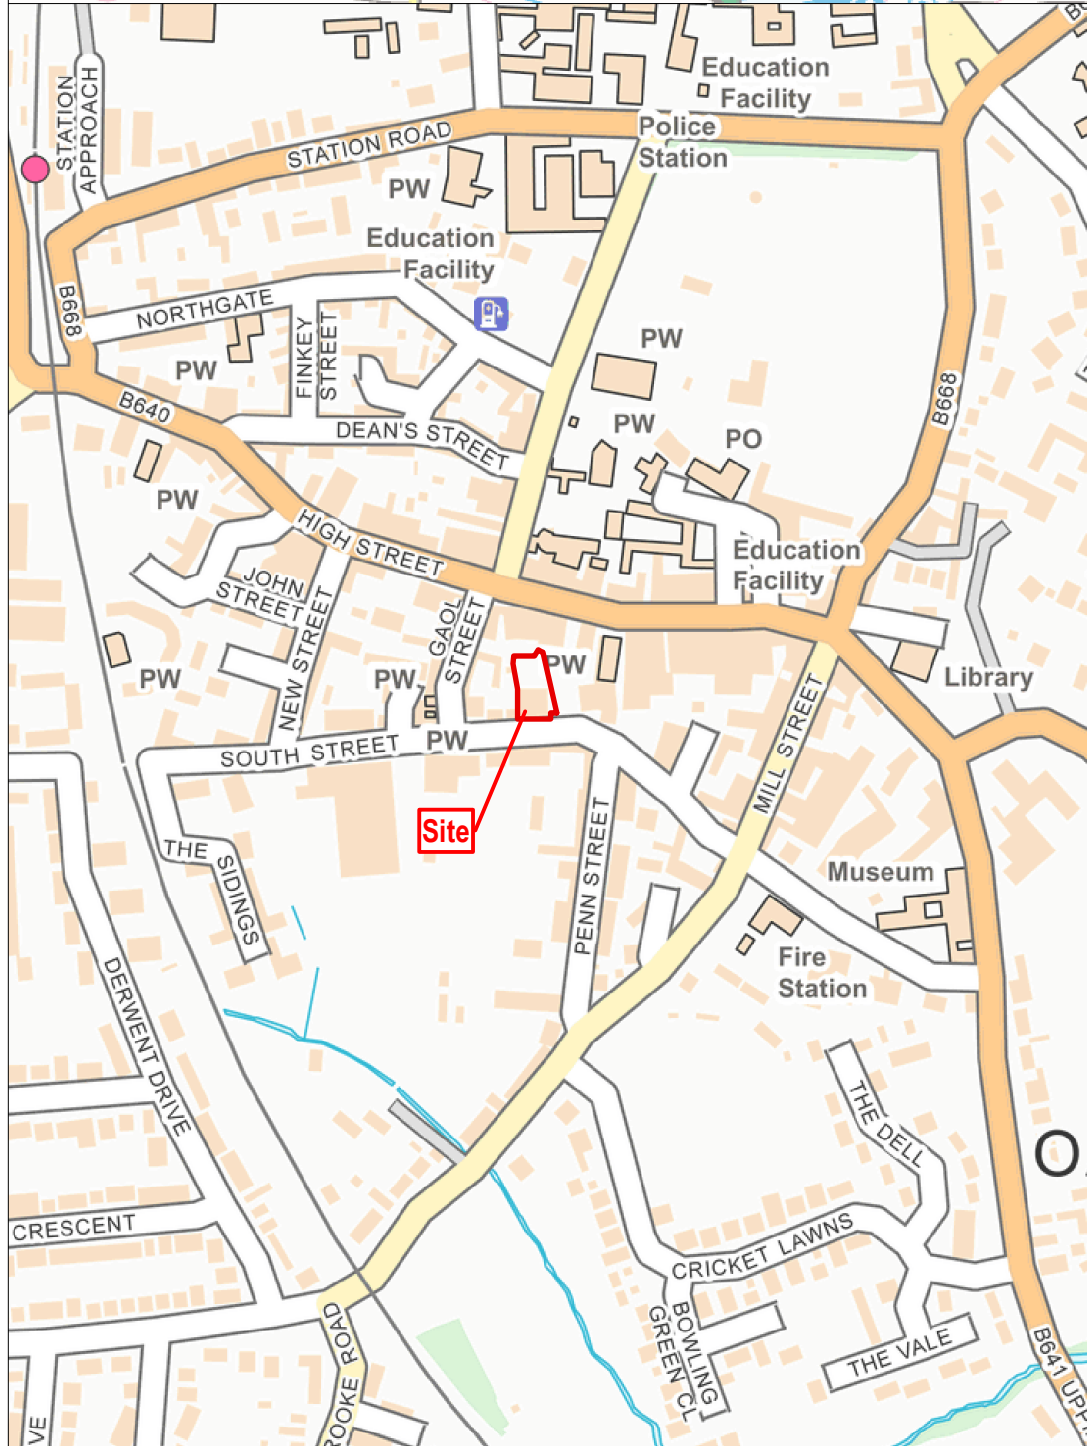 STATION
APPROACH
STATION ROAD
Education
Facility
Police
Station
PW
Education
Facility
B668
NORTHGATE
FINKEY
STREET
PW
PW
B640
DEAN'S STREET
PW
PO
B668
PW
HIGH STREET
JOHN
STREET
NEW STREET
GAOL
STREET
Education
Facility
PW
PW
PW
PW
Library
SOUTH STREET
MILL STREET
Site
THE SIDINGS
PENN STREET
Museum
Fire
Station
DERWENT DRIVE
THE DELL
O
CRESCENT
CRICKET LAWNS
BOWLING
GREEN CL
THE VALE
B641 UPP
ROOKE ROAD
VE